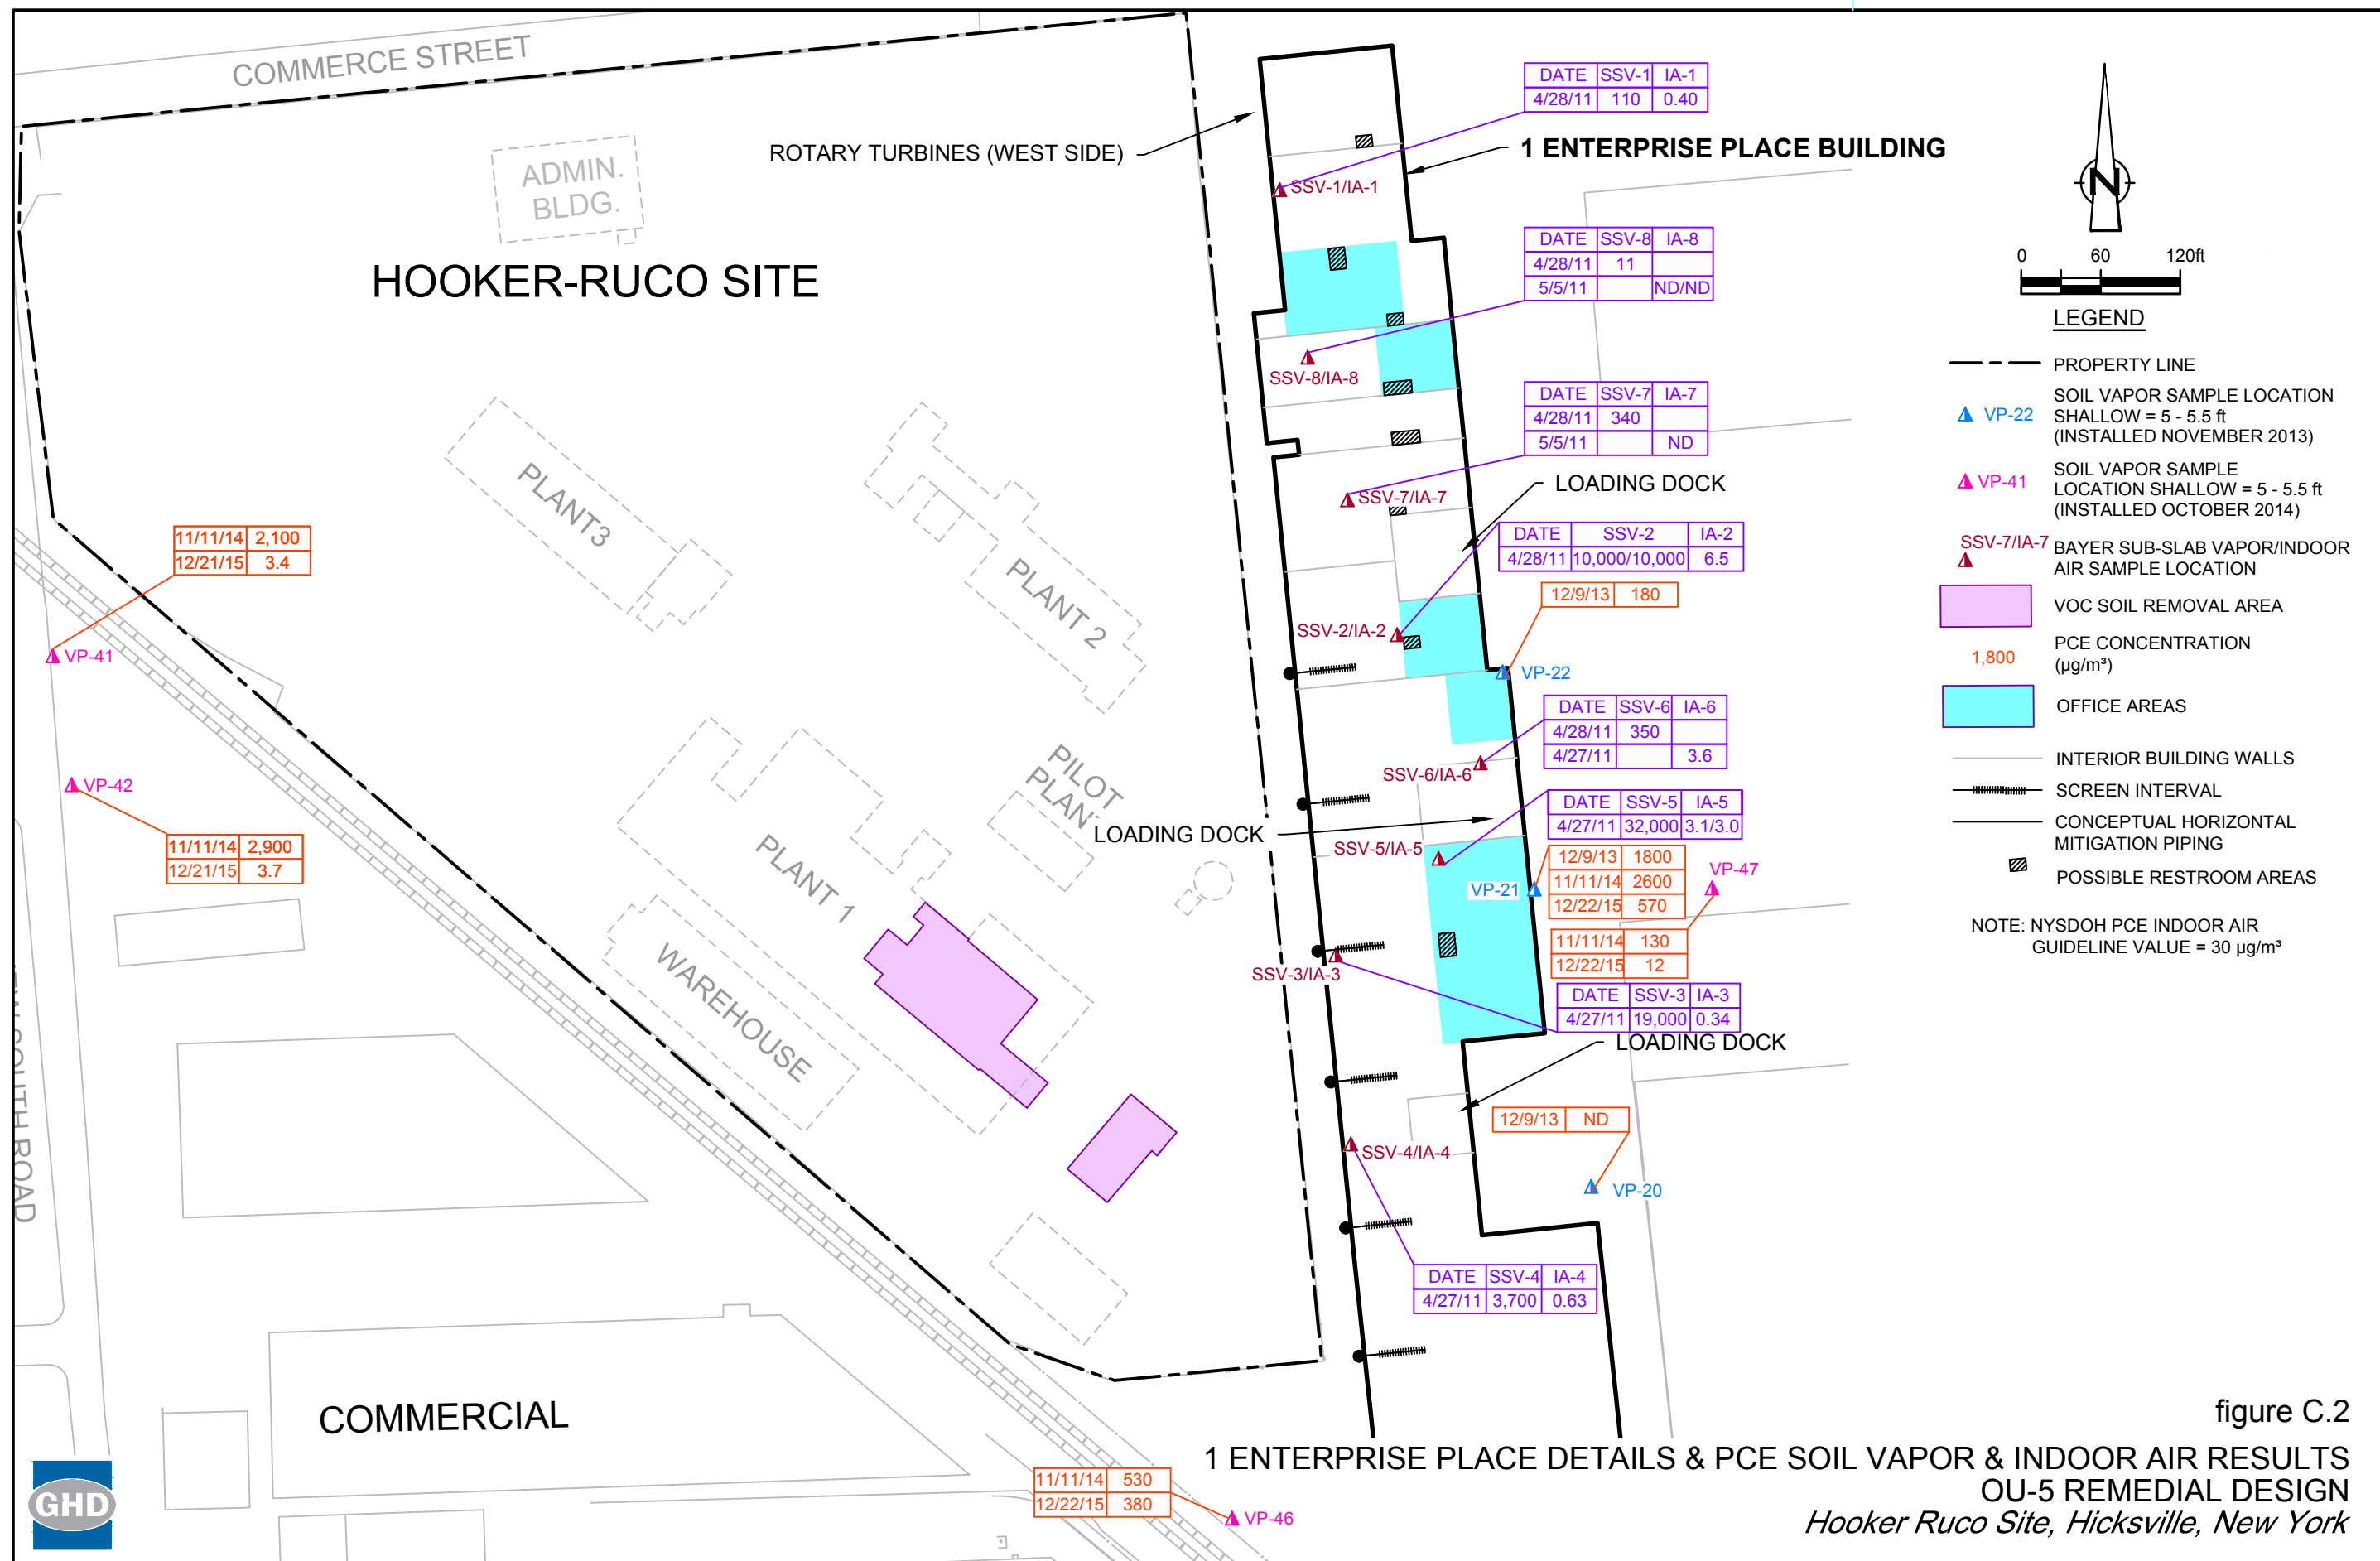 COMMERCE STREET
ADMIN.
BLDG.
HOOKER-RUCO SITE
ROTARY TURBINES (WEST SIDE)
1 ENTERPRISE PLACE BUILDING
DATE SSV-1 IA-1
4/28/11 110 0.40
SSV-1/IA-1
DATE SSV-8 IA-8
4/28/11 11
5/5/11 ND/ND
SSV-8/IA-8
DATE SSV-7 IA-7
4/28/11 340
5/5/11 ND
SSV-7/IA-7
LOADING DOCK
DATE SSV-2 IA-2
4/28/11 10,000/10,000 6.5
SSV-2/IA-2
12/9/13 180
VP-22
DATE SSV-6 IA-6
4/28/11 350
4/27/11 3.6
SSV-6/IA-6
LOADING DOCK
DATE SSV-5 IA-5
4/27/11 32,000 3.1/3.0
SSV-5/IA-5
12/9/13 1800
11/11/14 2600
12/22/15 570
VP-21
VP-47
11/11/14 130
12/22/15 12
SSV-3/IA-3
DATE SSV-3 IA-3
4/27/11 19,000 0.34
LOADING DOCK
12/9/13 ND
VP-20
SSV-4/IA-4
DATE SSV-4 IA-4
4/27/11 3,700 0.63
PLANT3
PLANT 2
PILOT
PLAN
PLANT 1
WAREHOUSE
11/11/14 2,100
12/21/15 3.4
VP-41
VP-42
11/11/14 2,900
12/21/15 3.7
SOUTH ROAD
COMMERCIAL
11/11/14 530
12/22/15 380
VP-46
GHD
N
0 60 120ft
LEGEND
PROPERTY LINE
VP-22 SOIL VAPOR SAMPLE LOCATION
SHALLOW = 5 - 5.5 ft
(INSTALLED NOVEMBER 2013)
VP-41 SOIL VAPOR SAMPLE
LOCATION SHALLOW = 5 - 5.5 ft
(INSTALLED OCTOBER 2014)
SSV-7/IA-7 BAYER SUB-SLAB VAPOR/INDOOR
AIR SAMPLE LOCATION
VOC SOIL REMOVAL AREA
1,800 PCE CONCENTRATION
(µg/m³)
OFFICE AREAS
INTERIOR BUILDING WALLS
SCREEN INTERVAL
CONCEPTUAL HORIZONTAL
MITIGATION PIPING
POSSIBLE RESTROOM AREAS
NOTE: NYSDOH PCE INDOOR AIR
GUIDELINE VALUE = 30 µg/m³
figure C.2
1 ENTERPRISE PLACE DETAILS & PCE SOIL VAPOR & INDOOR AIR RESULTS
OU-5 REMEDIAL DESIGN
Hooker Ruco Site, Hicksville, New York